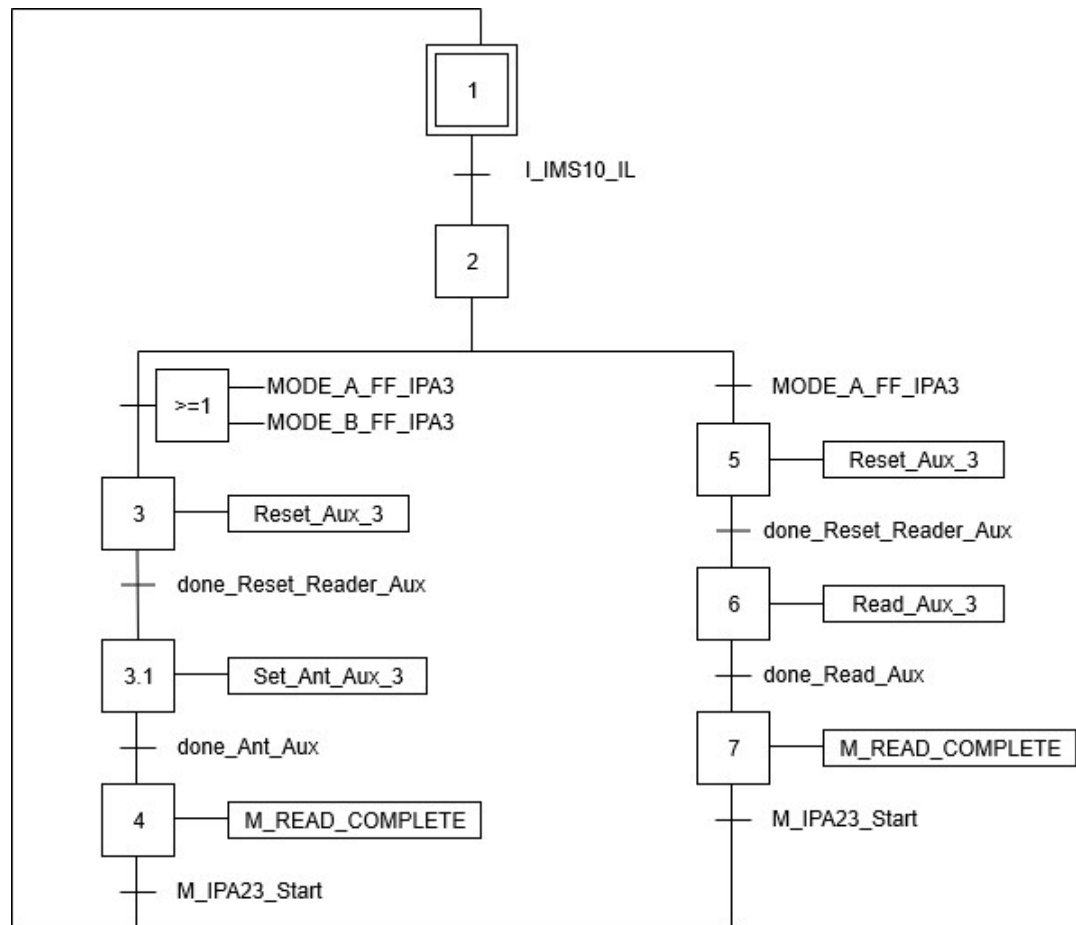 1
I_IMS10_IL
2
>=1
MODE_A_FF_IPA3
MODE_B_FF_IPA3
3
Reset_Aux_3
done_Reset_Reader_Aux
3.1
Set_Ant_Aux_3
done_Ant_Aux
4
M_READ_COMPLETE
M_IPA23_Start
MODE_A_FF_IPA3
5
Reset_Aux_3
done_Reset_Reader_Aux
6
Read_Aux_3
done_Read_Aux
7
M_READ_COMPLETE
M_IPA23_Start